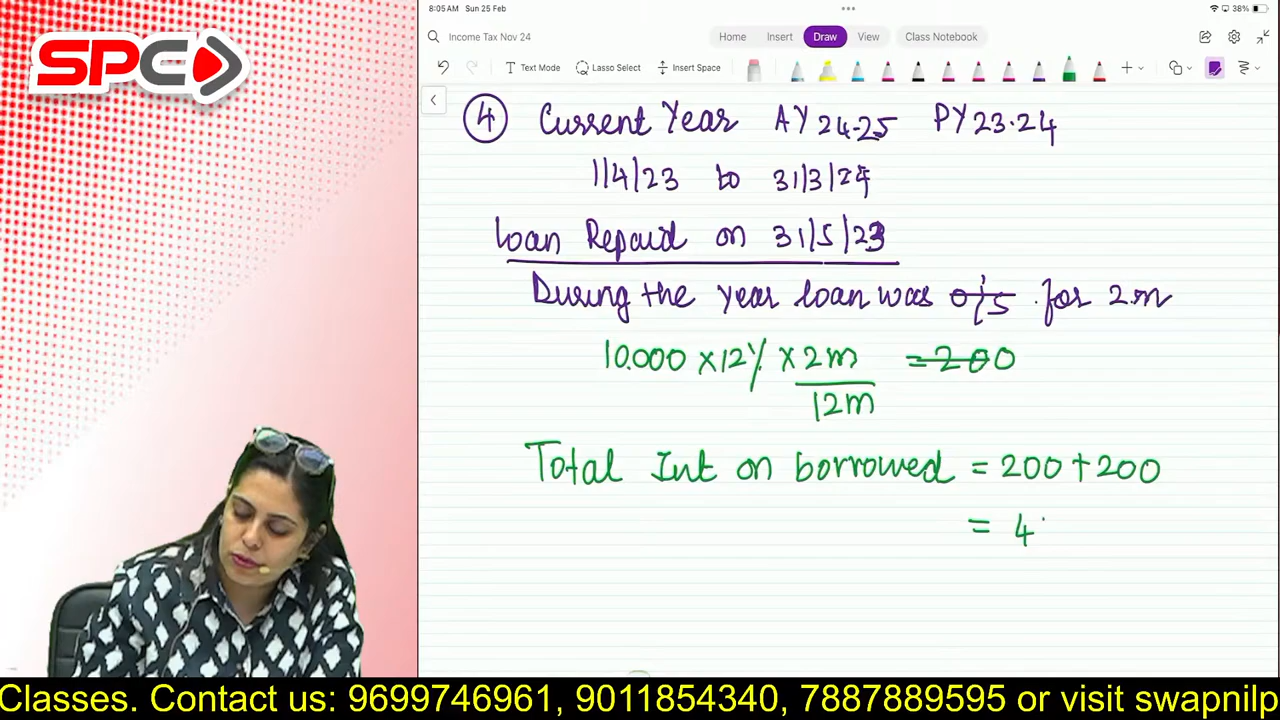 8:05 AM Sun 25 Feb
38%
SPC
Income Tax Nov 24
Home Insert Draw View Class Notebook
Text Mode Lasso Select Insert Space
4 Current Year AY 24-25 PY 23.24
1/4/23 to 31/3/24
Loan Repaid on 31/5/23
During the year loan was o/s for 2m
10.000 × 12% × 2m = 200
12m
Total Int on borrowed = 200 + 200
= 4
Classes. Contact us: 9699746961, 9011854340, 7887889595 or visit swapnilp